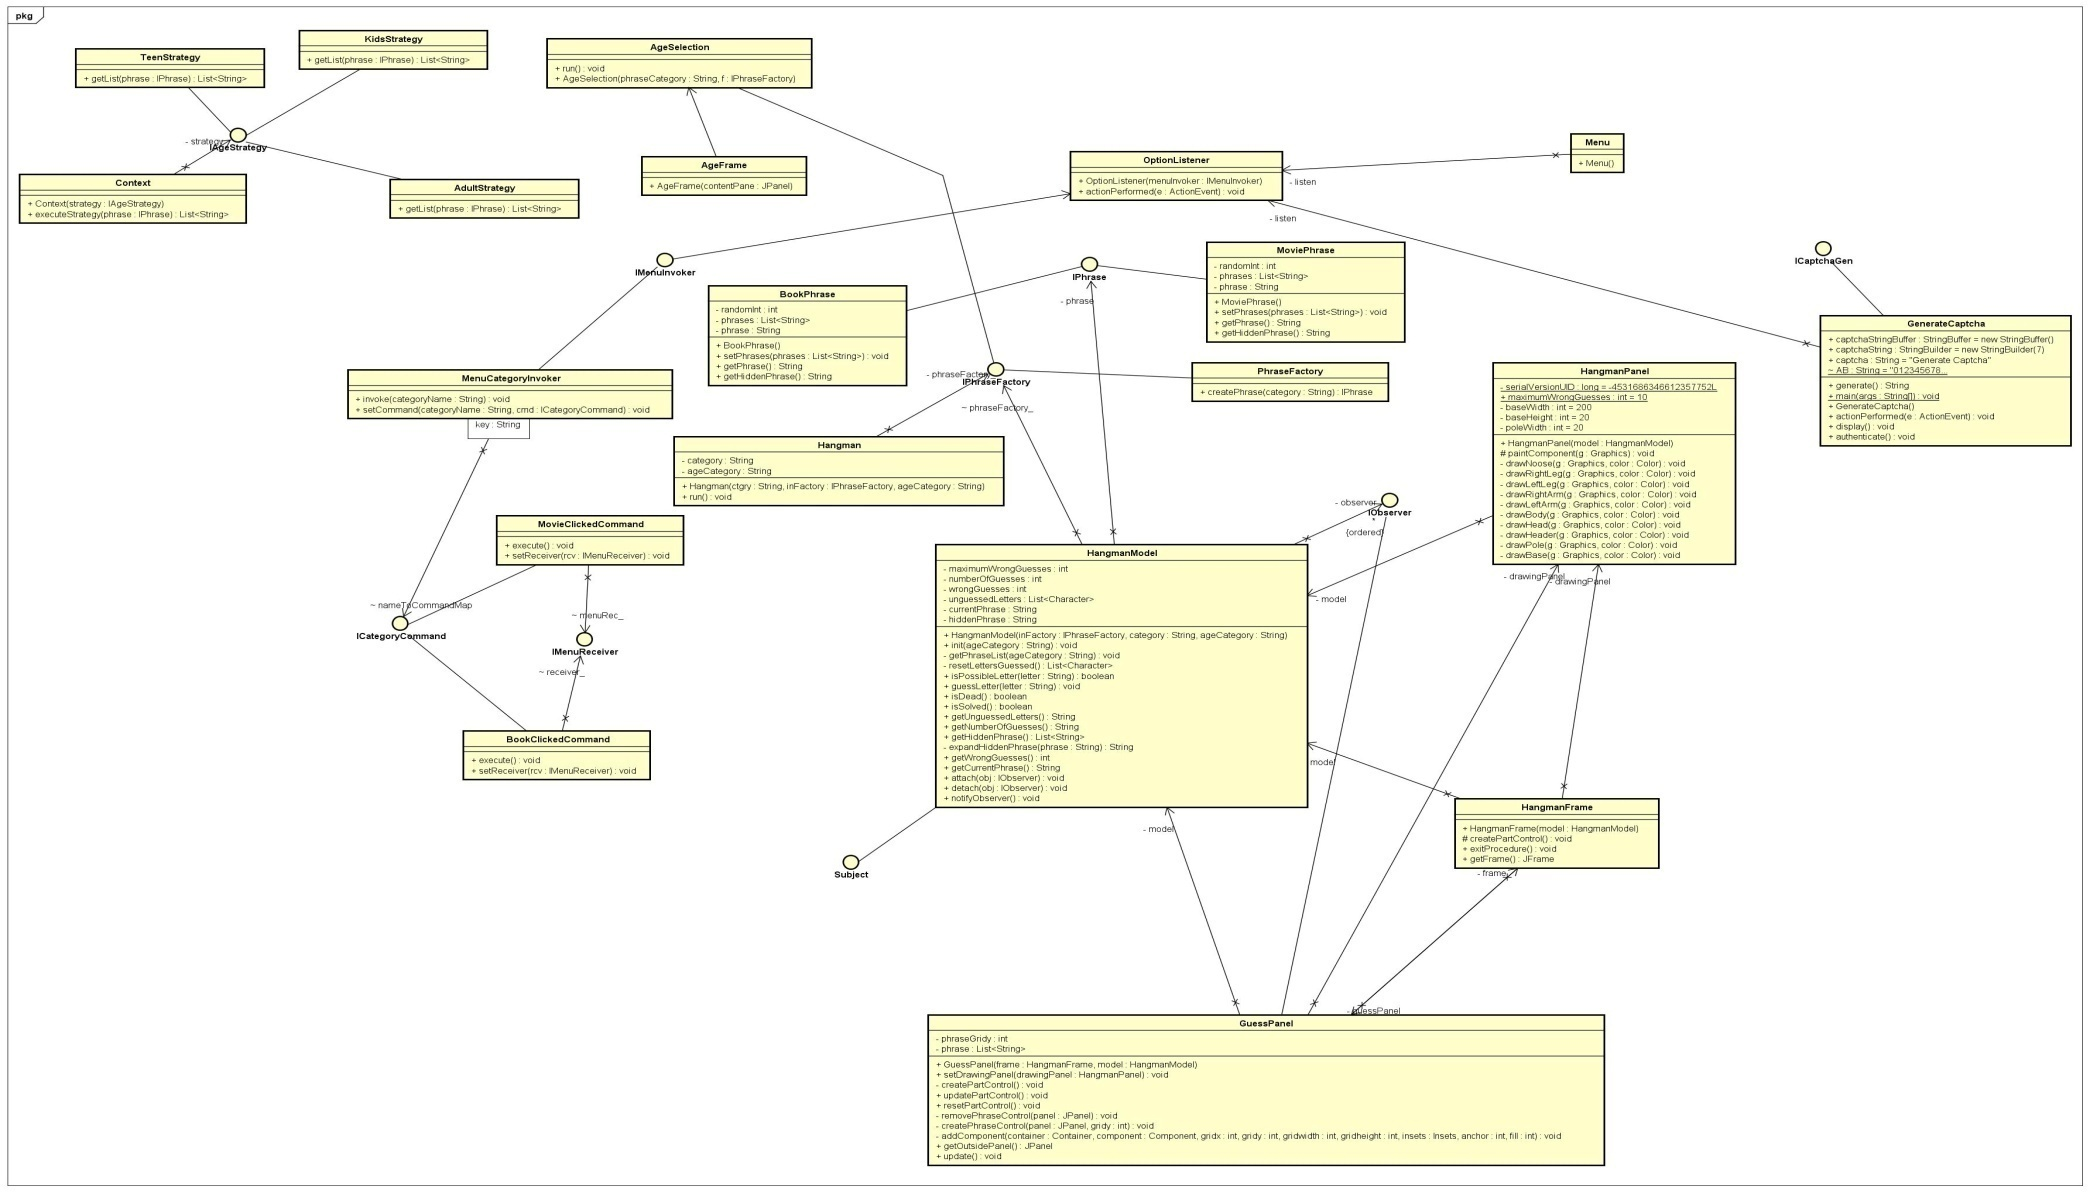 pkg
TeenStrategy
+ getList(phrase : IPhrase) : List<String>
KidsStrategy
+ getList(phrase : IPhrase) : List<String>
AgeSelection
+ run() : void
+ AgeSelection(phraseCategory : String, f : IPhraseFactory)
- strategy
IAgeStrategy
Context
+ Context(strategy : IAgeStrategy)
+ executeStrategy(phrase : IPhrase) : List<String>
AdultStrategy
+ getList(phrase : IPhrase) : List<String>
AgeFrame
+ AgeFrame(contentPane : JPanel)
OptionListener
+ OptionListener(menuInvoker : IMenuInvoker)
+ actionPerformed(e : ActionEvent) : void
- listen
- listen
Menu
+ Menu()
IMenuInvoker
IPhrase
- phrase
MoviePhrase
- randomInt : int
- phrases : List<String>
- phrase : String
+ MoviePhrase()
+ setPhrases(phrases : List<String>) : void
+ getPhrase() : String
+ getHiddenPhrase() : String
ICaptchaGen
BookPhrase
- randomInt : int
- phrases : List<String>
- phrase : String
+ BookPhrase()
+ setPhrases(phrases : List<String>) : void
+ getPhrase() : String
+ getHiddenPhrase() : String
GenerateCaptcha
+ captchaStringBuffer : StringBuffer = new StringBuffer()
+ captchaString : StringBuilder = new StringBuilder(7)
+ captcha : String = "Generate Captcha"
~ AB : String = "012345678...
+ generate() : String
+ main(args : String[]) : void
+ GenerateCaptcha()
+ actionPerformed(e : ActionEvent) : void
+ display() : void
+ authenticate() : void
MenuCategoryInvoker
+ invoke(categoryName : String) : void
+ setCommand(categoryName : String, cmd : ICategoryCommand) : void
key : String
- phraseFactory
IPhraseFactory
~ phraseFactory_
PhraseFactory
+ createPhrase(category : String) : IPhrase
HangmanPanel
- serialVersionUID : long = -4531686346612357752L
+ maximumWrongGuesses : int = 10
- baseWidth : int = 200
- baseHeight : int = 20
- poleWidth : int = 20
+ HangmanPanel(model : HangmanModel)
# paintComponent(g : Graphics) : void
- drawNoose(g : Graphics, color : Color) : void
- drawRightLeg(g : Graphics, color : Color) : void
- drawLeftLeg(g : Graphics, color : Color) : void
- drawRightArm(g : Graphics, color : Color) : void
- drawLeftArm(g : Graphics, color : Color) : void
- drawBody(g : Graphics, color : Color) : void
- drawHead(g : Graphics, color : Color) : void
- drawHeader(g : Graphics, color : Color) : void
- drawPole(g : Graphics, color : Color) : void
- drawBase(g : Graphics, color : Color) : void
Hangman
- category : String
- ageCategory : String
+ Hangman(ctgry : String, inFactory : IPhraseFactory, ageCategory : String)
+ run() : void
- observer
IObserver
*
{ordered}
MovieClickedCommand
+ execute() : void
+ setReceiver(rcv : IMenuReceiver) : void
~ nameToCommandMap
ICategoryCommand
~ menuRec_
IMenuReceiver
~ receiver_
BookClickedCommand
+ execute() : void
+ setReceiver(rcv : IMenuReceiver) : void
HangmanModel
- maximumWrongGuesses : int
- numberOfGuesses : int
- wrongGuesses : int
- unguessedLetters : List<Character>
- currentPhrase : String
- hiddenPhrase : String
+ HangmanModel(inFactory : IPhraseFactory, category : String, ageCategory : String)
+ init(ageCategory : String) : void
- getPhraseList(ageCategory : String) : void
- resetLettersGuessed() : List<Character>
+ isPossibleLetter(letter : String) : boolean
+ guessLetter(letter : String) : void
+ isDead() : boolean
+ isSolved() : boolean
+ getUnguessedLetters() : String
+ getNumberOfGuesses() : String
+ getHiddenPhrase() : List<String>
- expandHiddenPhrase(phrase : String) : String
+ getWrongGuesses() : int
+ getCurrentPhrase() : String
+ attach(obj : IObserver) : void
+ detach(obj : IObserver) : void
+ notifyObserver() : void
- drawingPanel
- drawingPanel
- model
model
HangmanFrame
+ HangmanFrame(model : HangmanModel)
# createPartControl() : void
+ exitProcedure() : void
+ getFrame() : JFrame
- model
Subject
- frame
- guessPanel
GuessPanel
- phraseGridy : int
- phrase : List<String>
+ GuessPanel(frame : HangmanFrame, model : HangmanModel)
+ setDrawingPanel(drawingPanel : HangmanPanel) : void
- createPartControl() : void
+ updatePartControl() : void
+ resetPartControl() : void
- removePhraseControl(panel : JPanel) : void
- createPhraseControl(panel : JPanel, gridy : int) : void
- addComponent(container : Container, component : Component, gridx : int, gridy : int, gridwidth : int, gridheight : int, insets : Insets, anchor : int, fill : int) : void
+ getOutsidePanel() : JPanel
+ update() : void